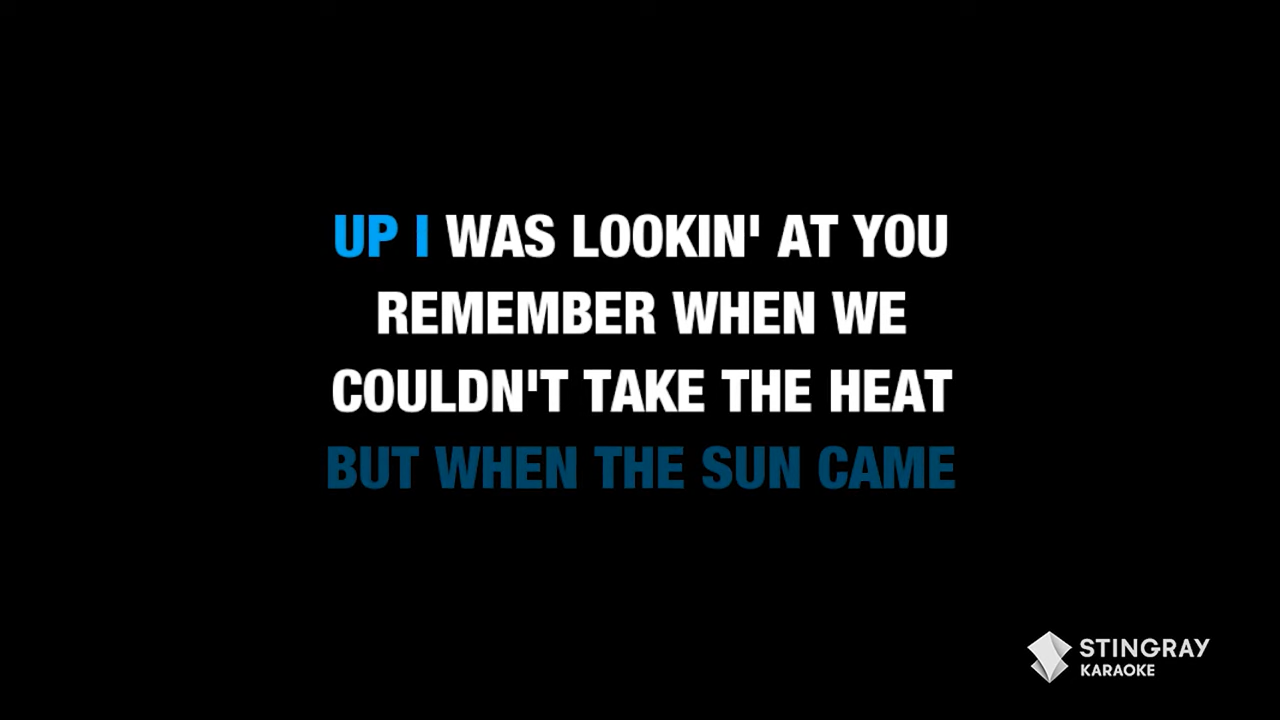 UP I WAS LOOKIN' AT YOU
REMEMBER WHEN WE
COULDN'T TAKE THE HEAT
BUT WHEN THE SUN CAME
STINGRAY
KARAOKE